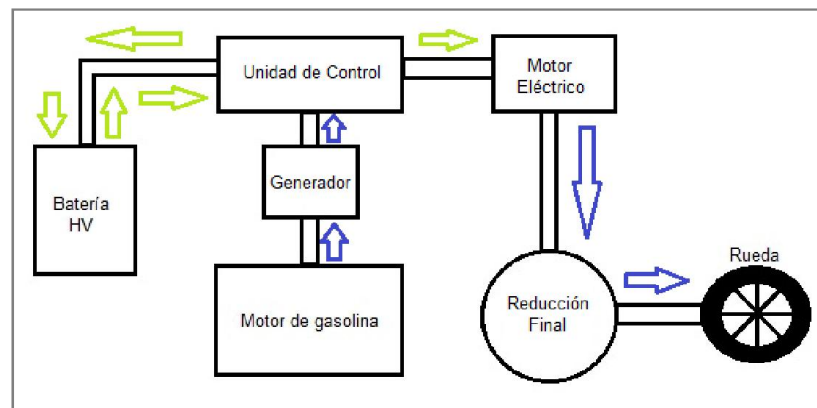 Unidad de Control
Motor
Eléctrico
Batería
HV
Generador
Motor de gasolina
Reducción
Final
Rueda